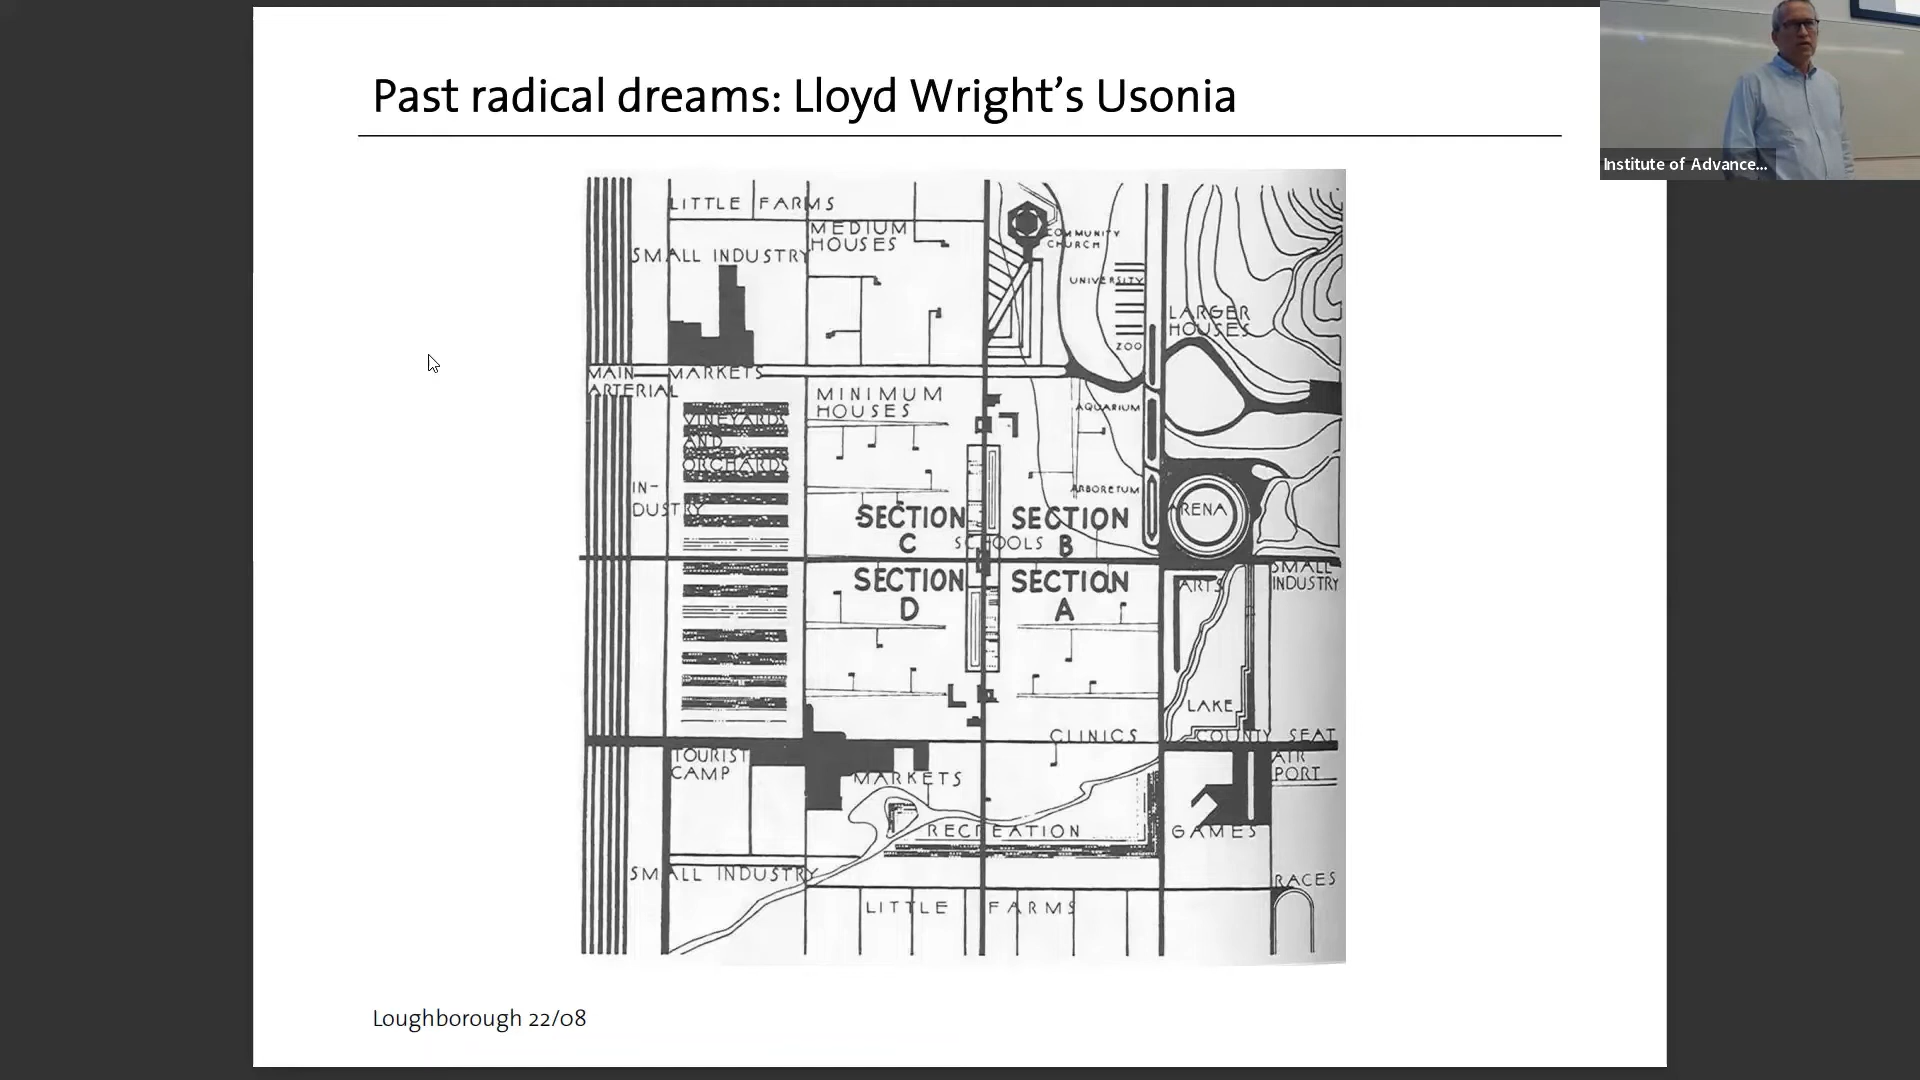 Past radical dreams: Lloyd Wright's Usonia
Institute of Advance...
LITTLE FARMS
MEDIUM
HOUSES
SMALL INDUSTRY
COMMUNITY
CHURCH
UNIVERSITY
ZOO
LARGER
HOUSES
MAIN
ARTERIAL
MARKETS
MINIMUM
HOUSES
VINEYARDS
AND
ORCHARDS
IN-
DUSTRY
AQUARIUM
ARBORETUM
ARENA
SECTION
C
SECTION
B
SCHOOLS
SECTION
D
SECTION
A
ARTS
SMALL
INDUSTRY
LAKE
CLINICS
COUNTY SEAT
TOURIST
CAMP
MARKETS
AIR
PORT
RECREATION
GAMES
SMALL INDUSTRY
RACES
LITTLE FARMS
Loughborough 22/08